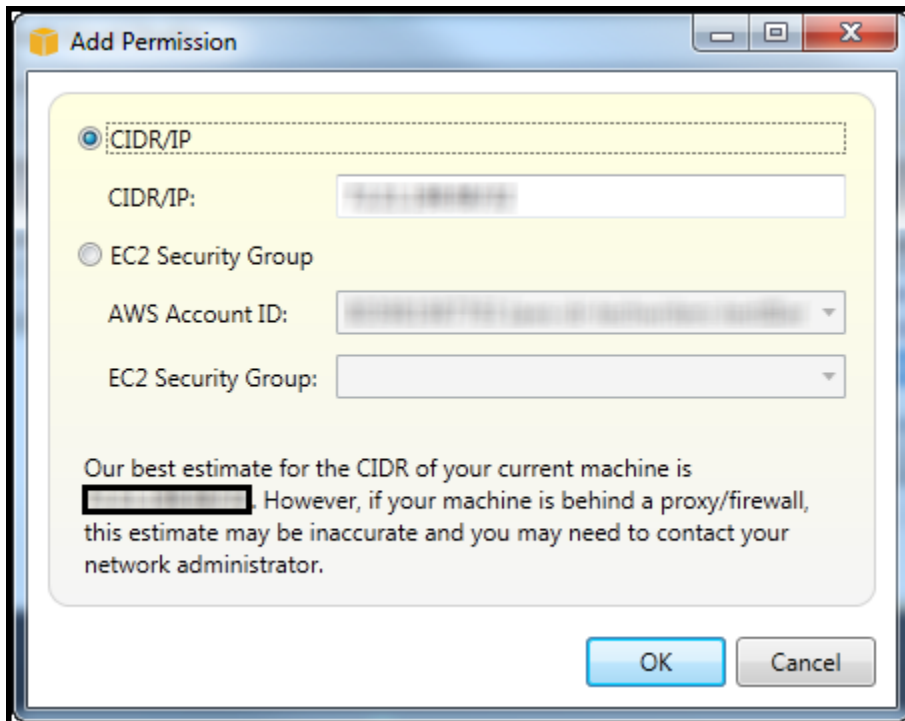 Add Permission
CIDR/IP
CIDR/IP:
EC2 Security Group
AWS Account ID:
EC2 Security Group:
Our best estimate for the CIDR of your current machine is
. However, if your machine is behind a proxy/firewall,
this estimate may be inaccurate and you may need to contact your
network administrator.
OK
Cancel